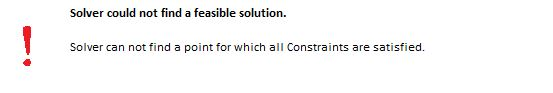 Solver could not find a feasible solution.
Solver can not find a point for which all Constraints are satisfied.